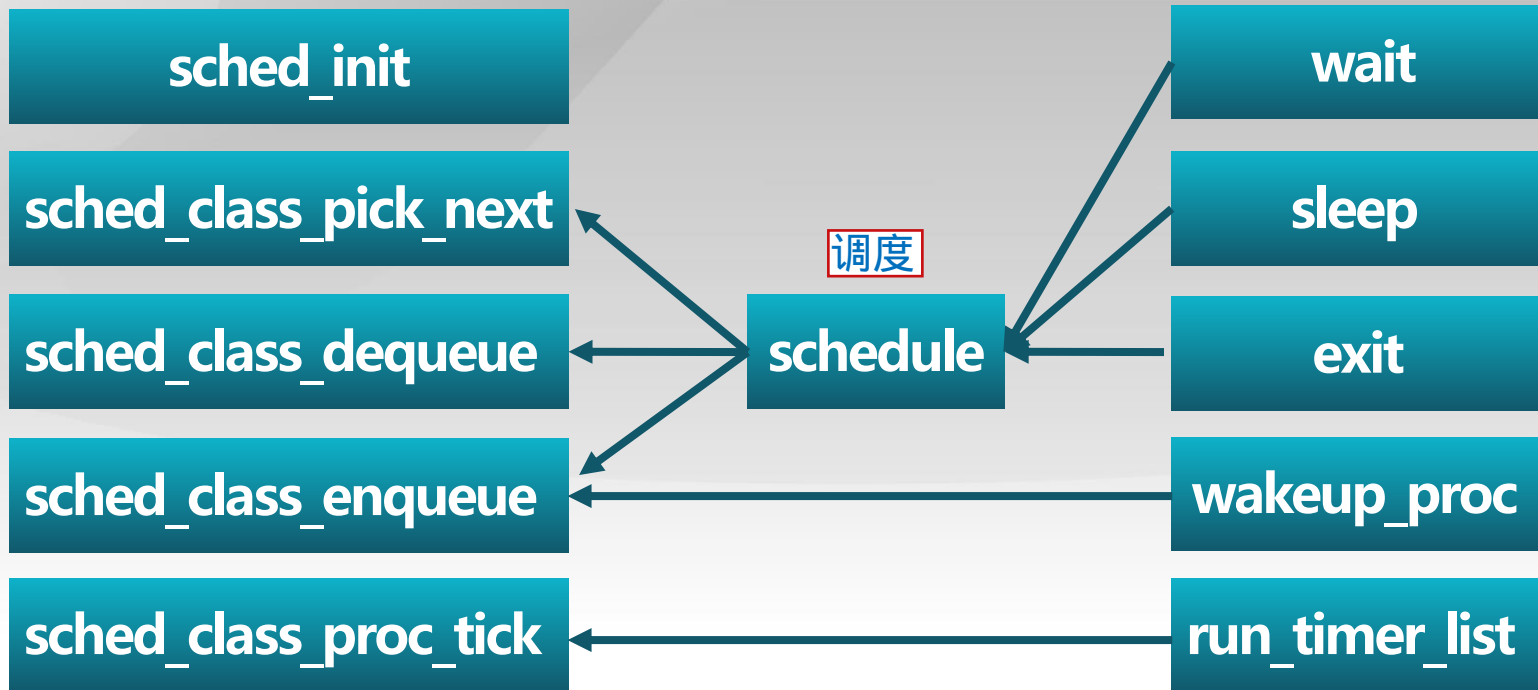 sched_init
sched_class_pick_next
sched_class_dequeue
sched_class_enqueue
sched_class_proc_tick
调度
schedule
wait
sleep
exit
wakeup_proc
run_timer_list